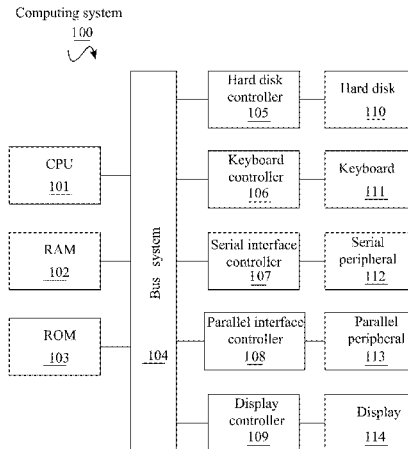 Computing system
100
CPU
101
RAM
102
ROM
103
Bus system
104
Hard disk
controller
105
Hard disk
110
Keyboard
controller
106
Keyboard
111
Serial interface
controller
107
Serial
peripheral
112
Parallel interface
controller
108
Parallel
peripheral
113
Display
controller
109
Display
114